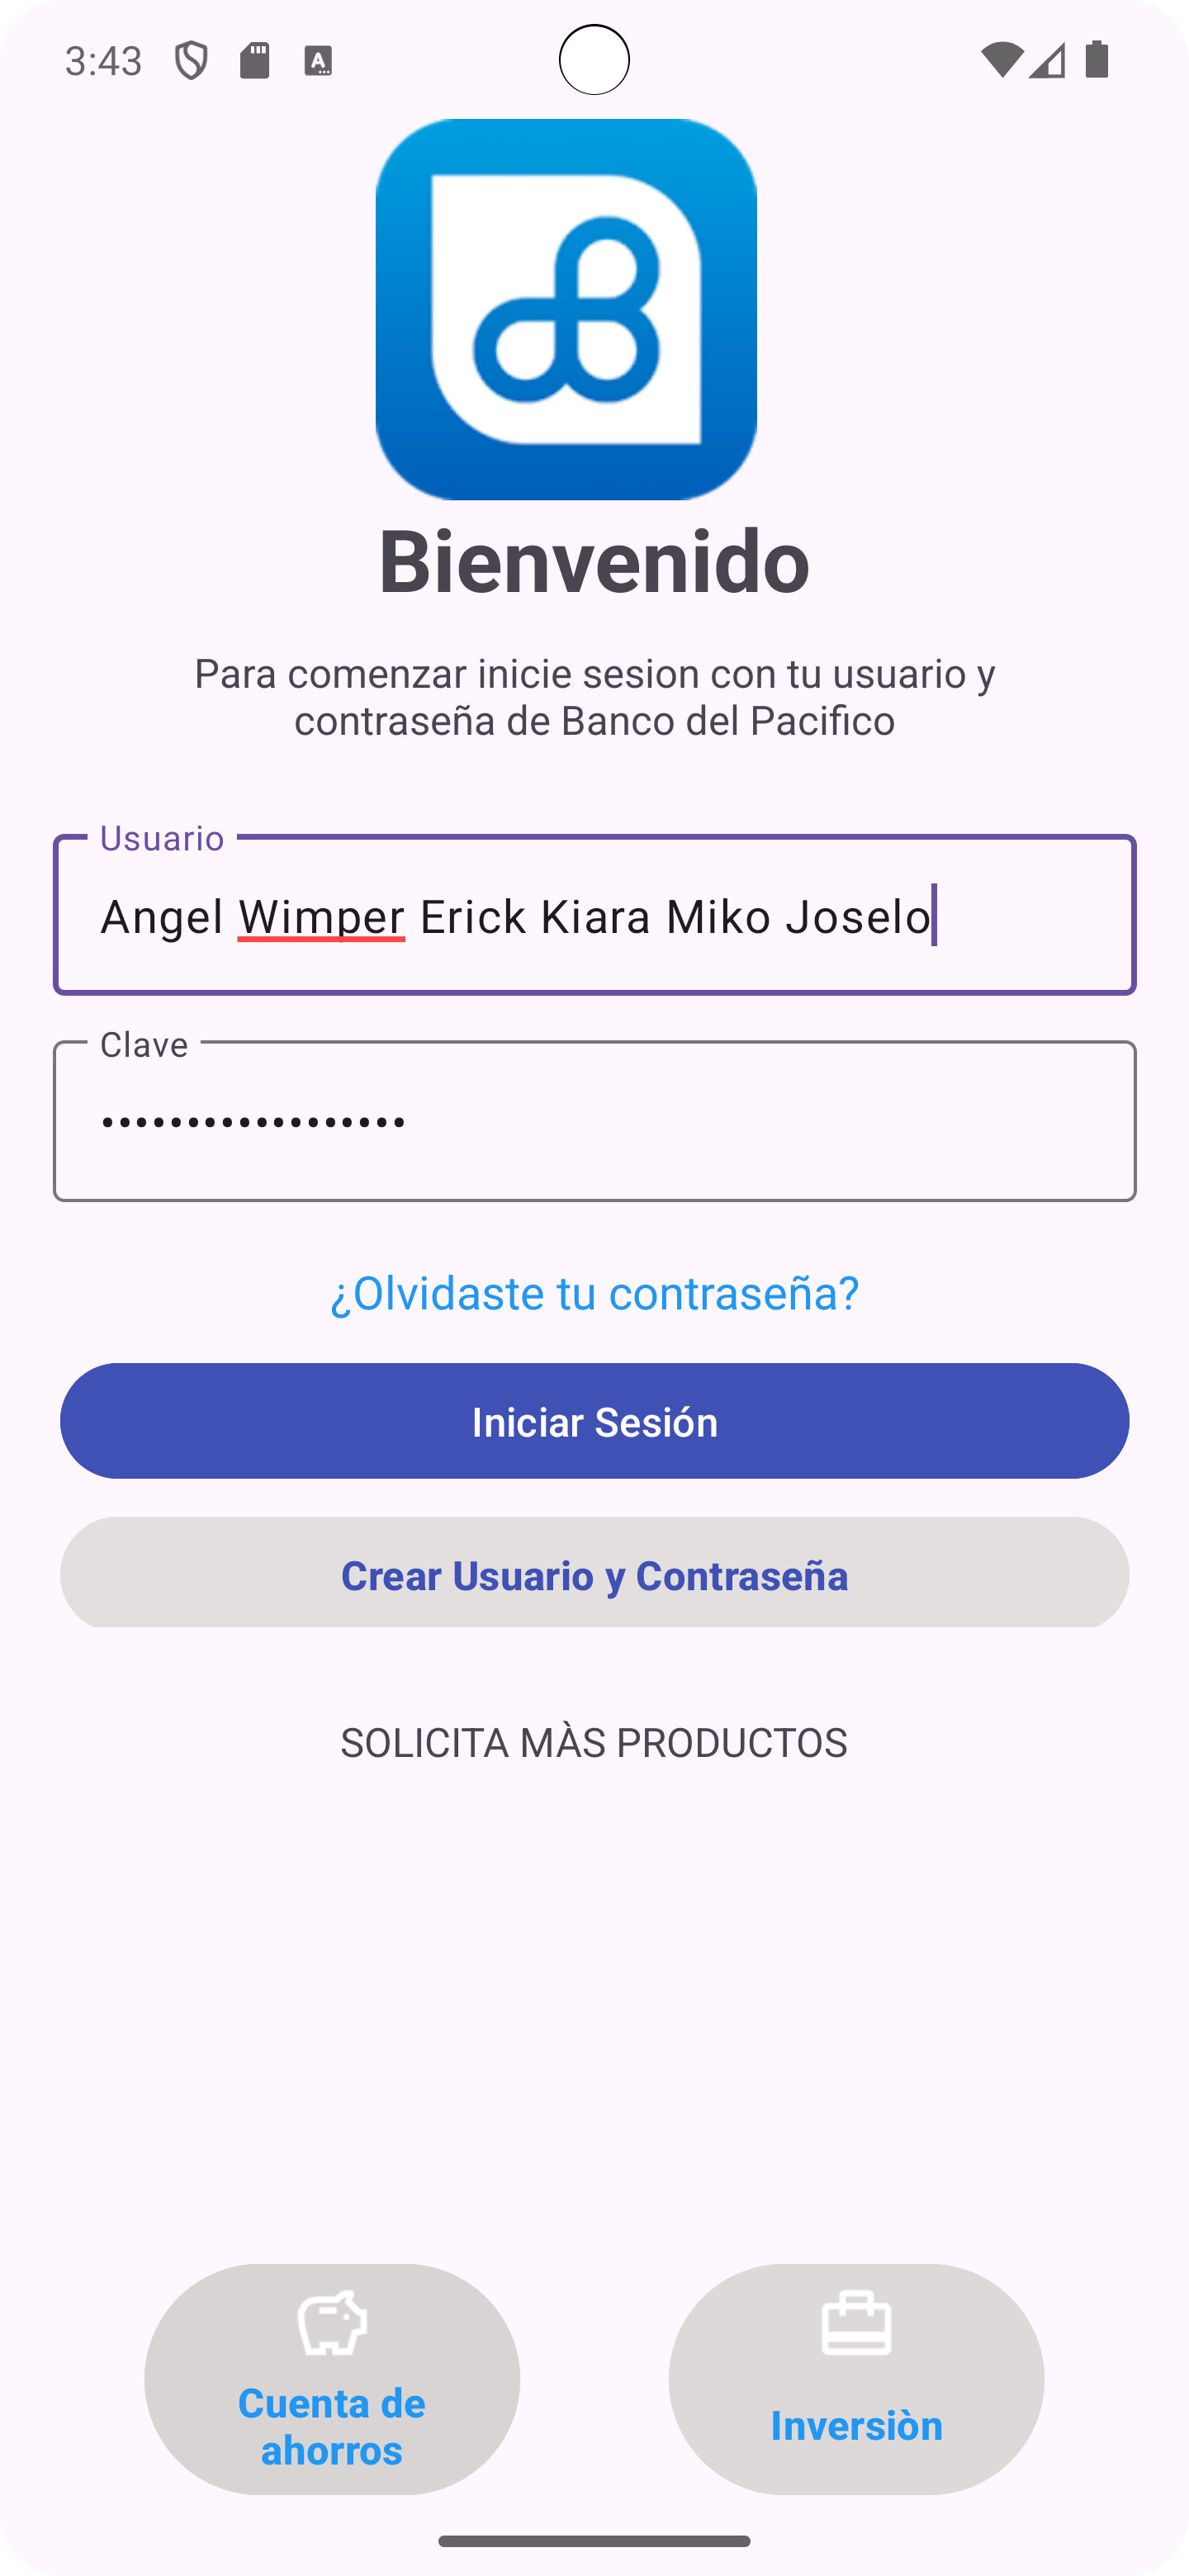 3:43
Bienvenido
Para comenzar inicie sesion con tu usuario y
contraseña de Banco del Pacifico
Usuario
Angel Wimper Erick Kiara Miko Joselo
Clave
••••••••••••••••••
¿Olvidaste tu contraseña?
Iniciar Sesión
Crear Usuario y Contraseña
SOLICITA MÀS PRODUCTOS
Cuenta de
ahorros
Inversiòn